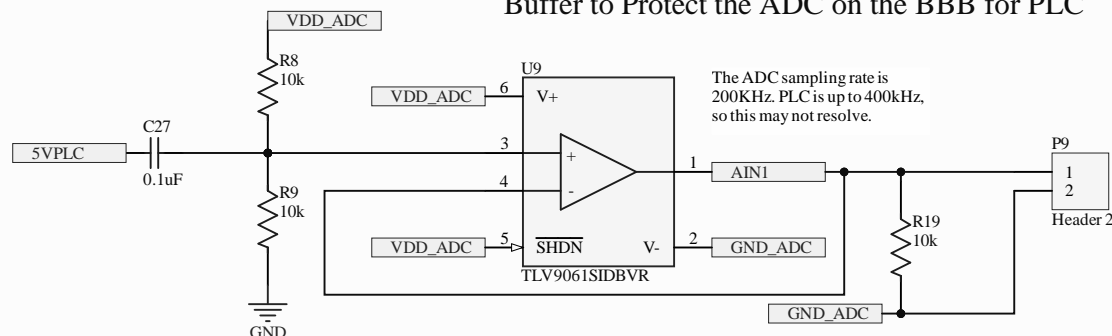 Buffer to Protect the ADC on the BBB for PLC
VDD_ADC
R8
10k
U9
VDD_ADC
6
V+
The ADC sampling rate is
200KHz. PLC is up to 400kHz,
so this may not resolve.
C27
5VPLC
0.1uF
3
+
1
AIN1
P9
1
2
Header 2
4
-
R9
10k
R19
10k
VDD_ADC
5
SHDN
V-
2
GND_ADC
TLV9061SIDBVR
GND_ADC
GND